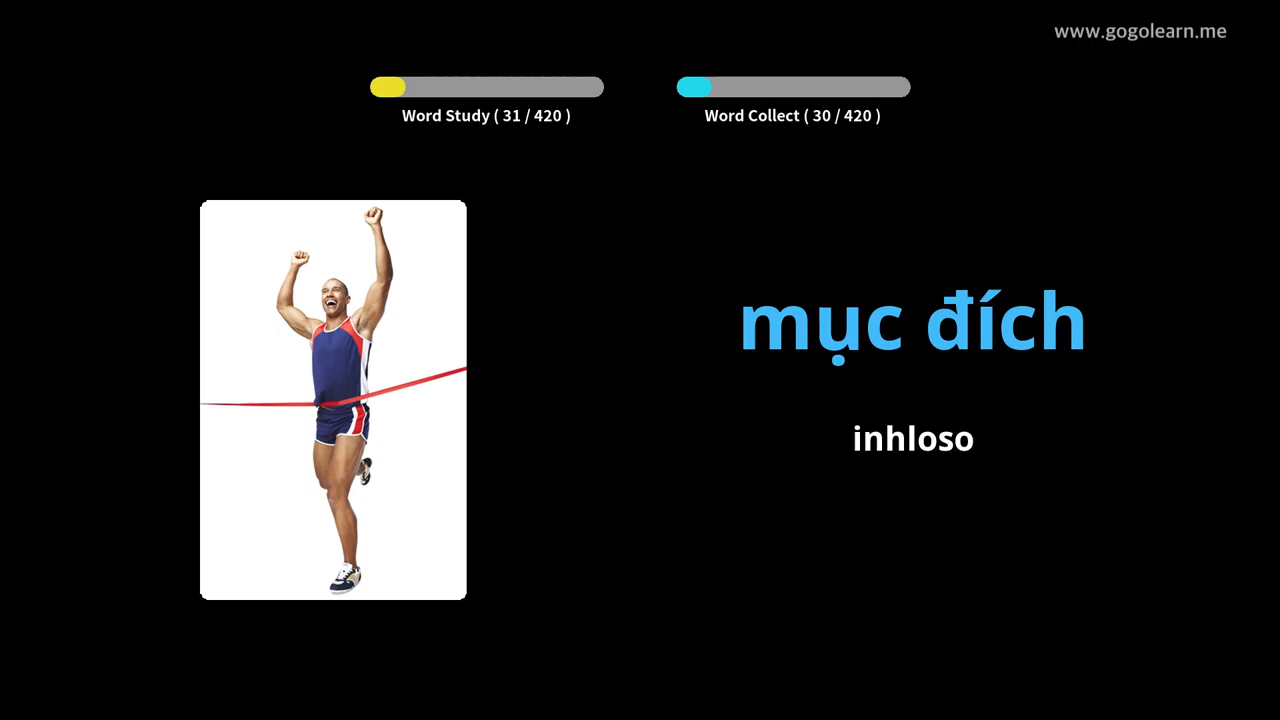 www.gogolearn.me
Word Study ( 31 / 420 )
Word Collect ( 30 / 420 )
mục đích
inhloso